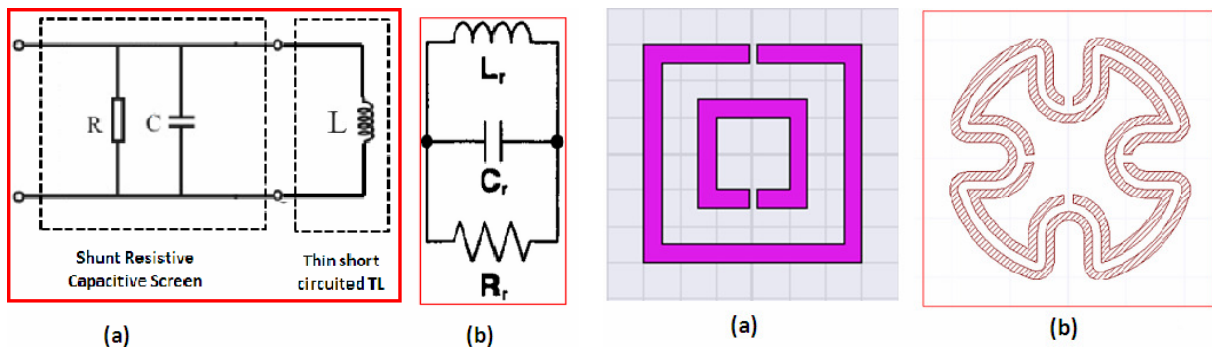 R
C
L
Shunt Resistive
Capacitive Screen
Thin short
circuited TL
(a)
Lr
Cr
Rr
(b)
(a)
(b)